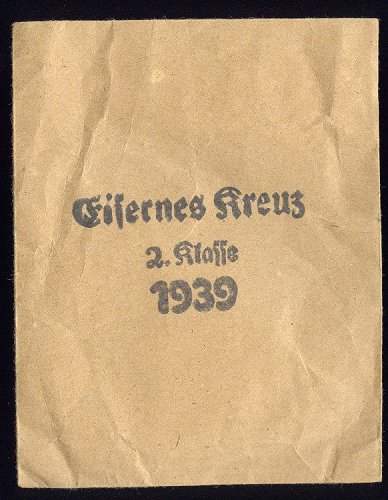 Eisernes Kreuz
2. Klasse
1939